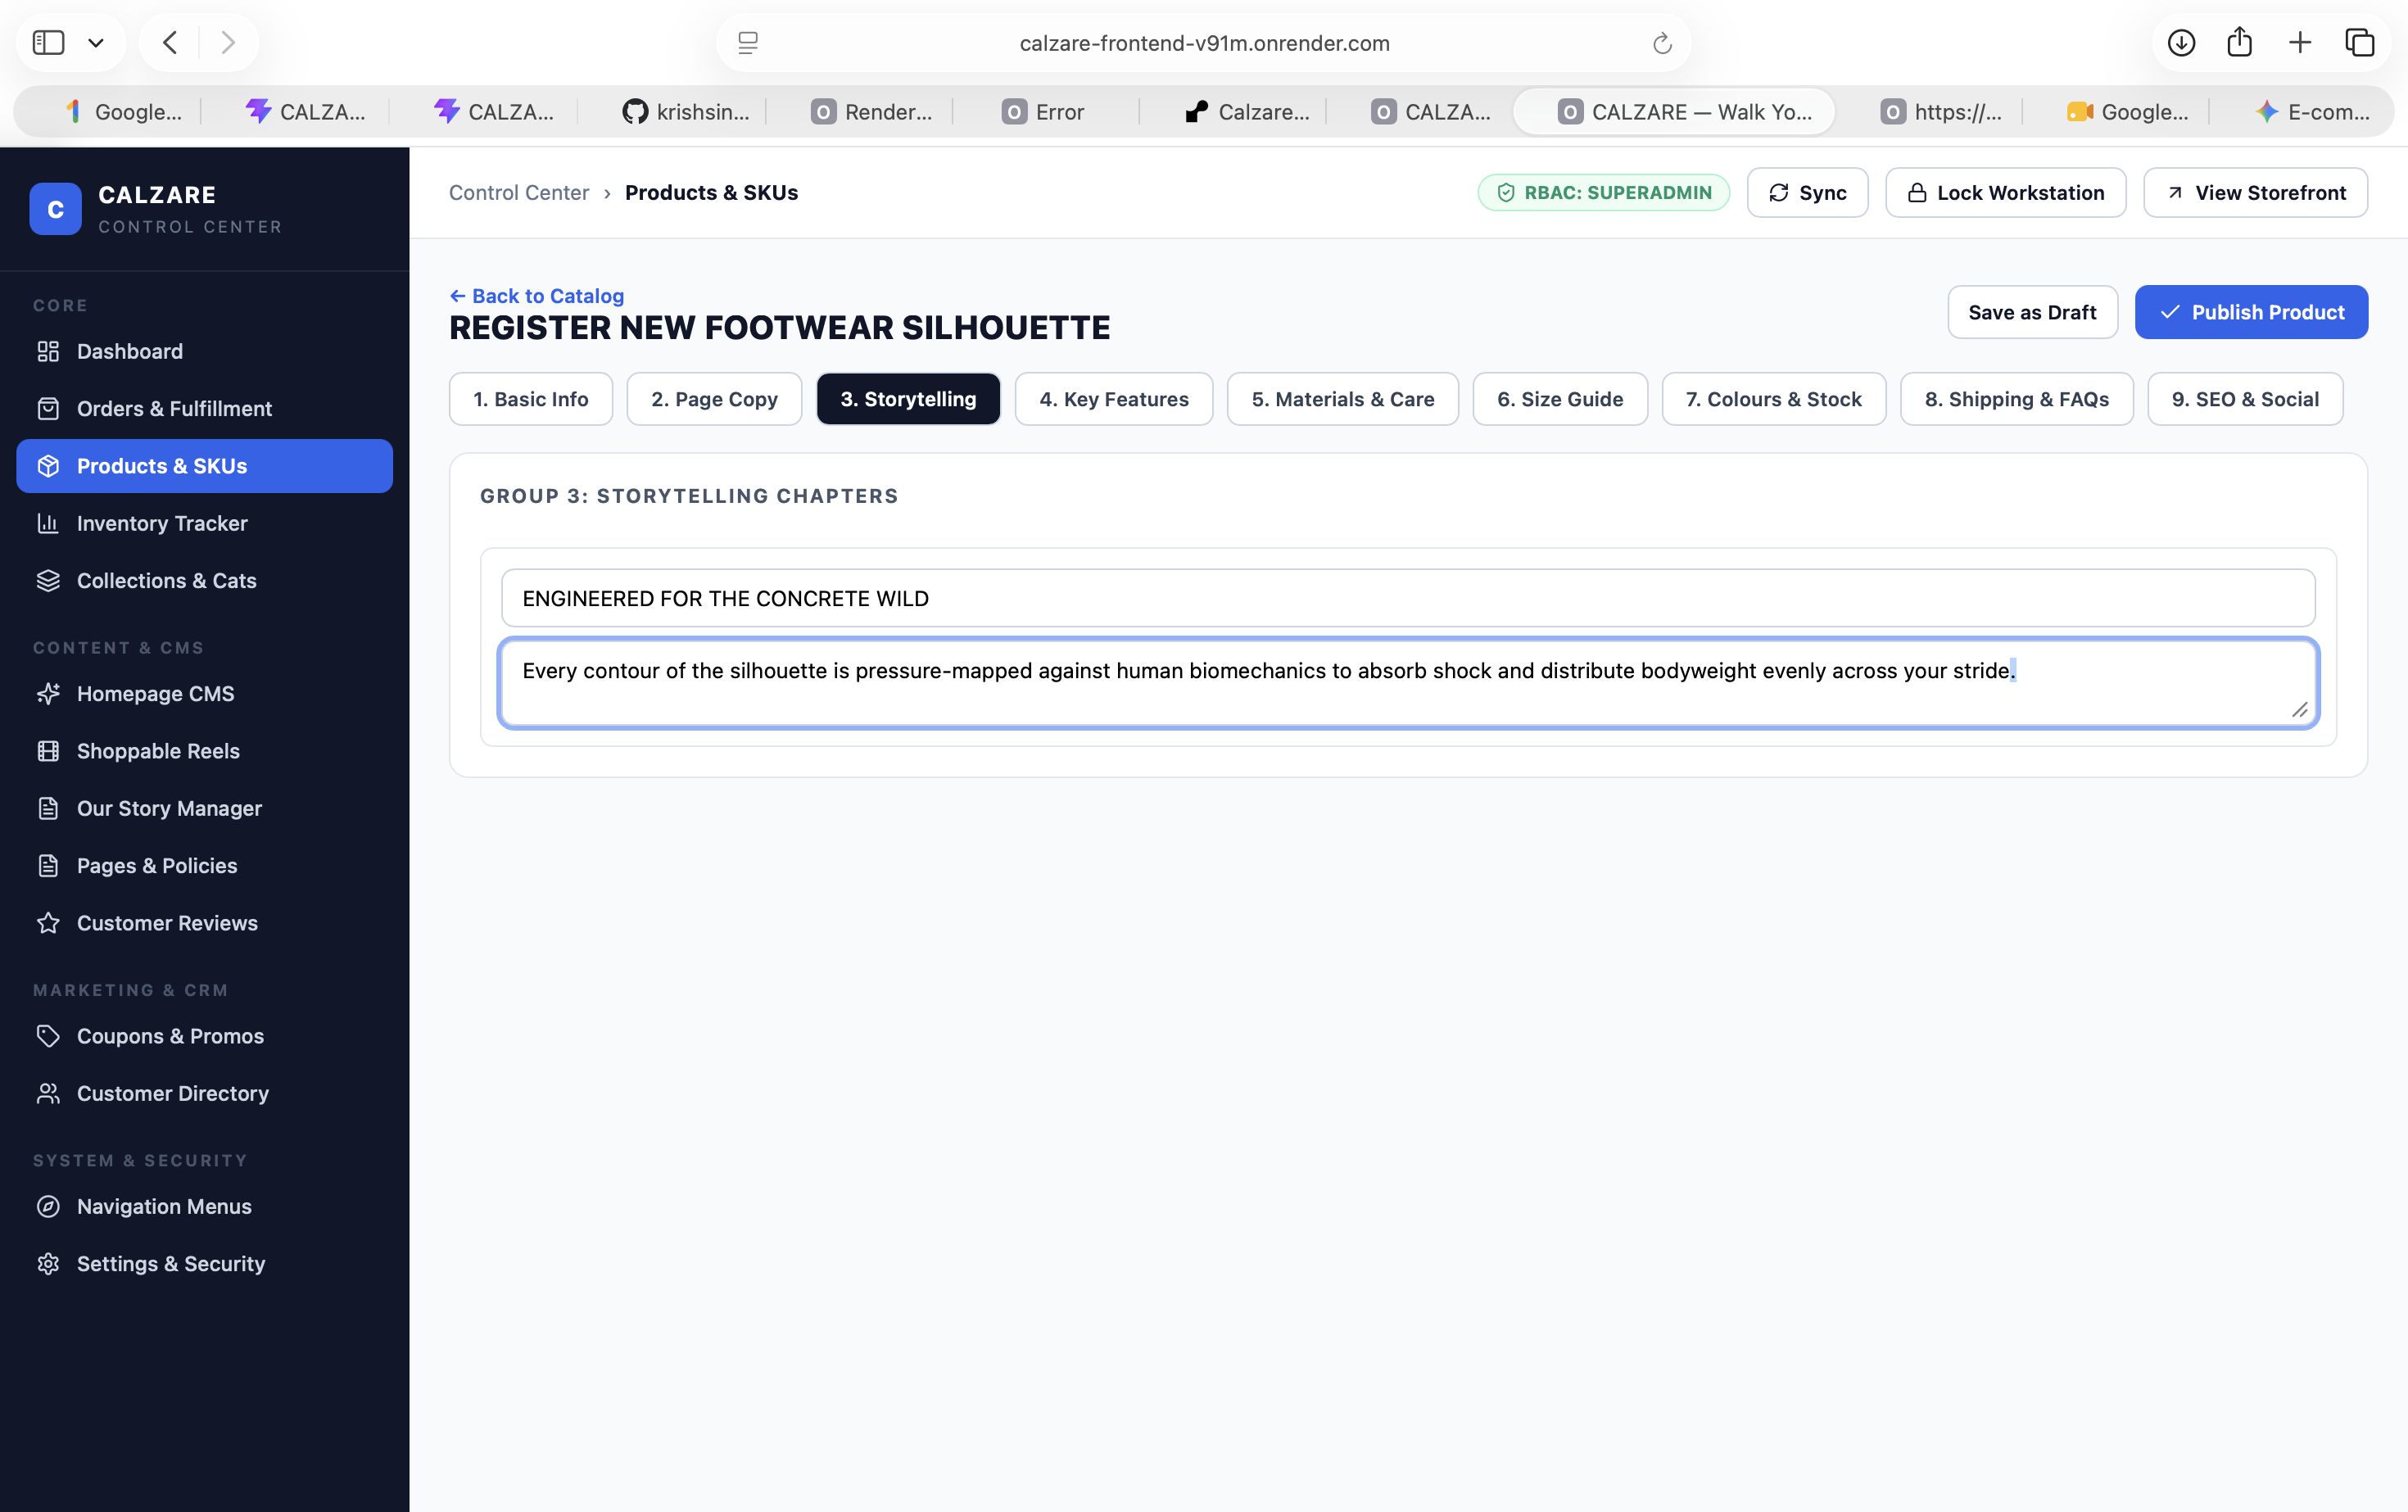 calzare-frontend-v91m.onrender.com
Google...
CALZA...
CALZA...
krishsin...
Render...
Error
Calzare...
CALZA...
CALZARE — Walk Yo...
https://...
Google...
E-com...
C
CALZARE
CONTROL CENTER
CORE
Dashboard
Orders & Fulfillment
Products & SKUs
Inventory Tracker
Collections & Cats
CONTENT & CMS
Homepage CMS
Shoppable Reels
Our Story Manager
Pages & Policies
Customer Reviews
MARKETING & CRM
Coupons & Promos
Customer Directory
SYSTEM & SECURITY
Navigation Menus
Settings & Security
Control Center › Products & SKUs
RBAC: SUPERADMIN
Sync
Lock Workstation
View Storefront
← Back to Catalog
REGISTER NEW FOOTWEAR SILHOUETTE
Save as Draft
Publish Product
1. Basic Info
2. Page Copy
3. Storytelling
4. Key Features
5. Materials & Care
6. Size Guide
7. Colours & Stock
8. Shipping & FAQs
9. SEO & Social
GROUP 3: STORYTELLING CHAPTERS
ENGINEERED FOR THE CONCRETE WILD
Every contour of the silhouette is pressure-mapped against human biomechanics to absorb shock and distribute bodyweight evenly across your stride.